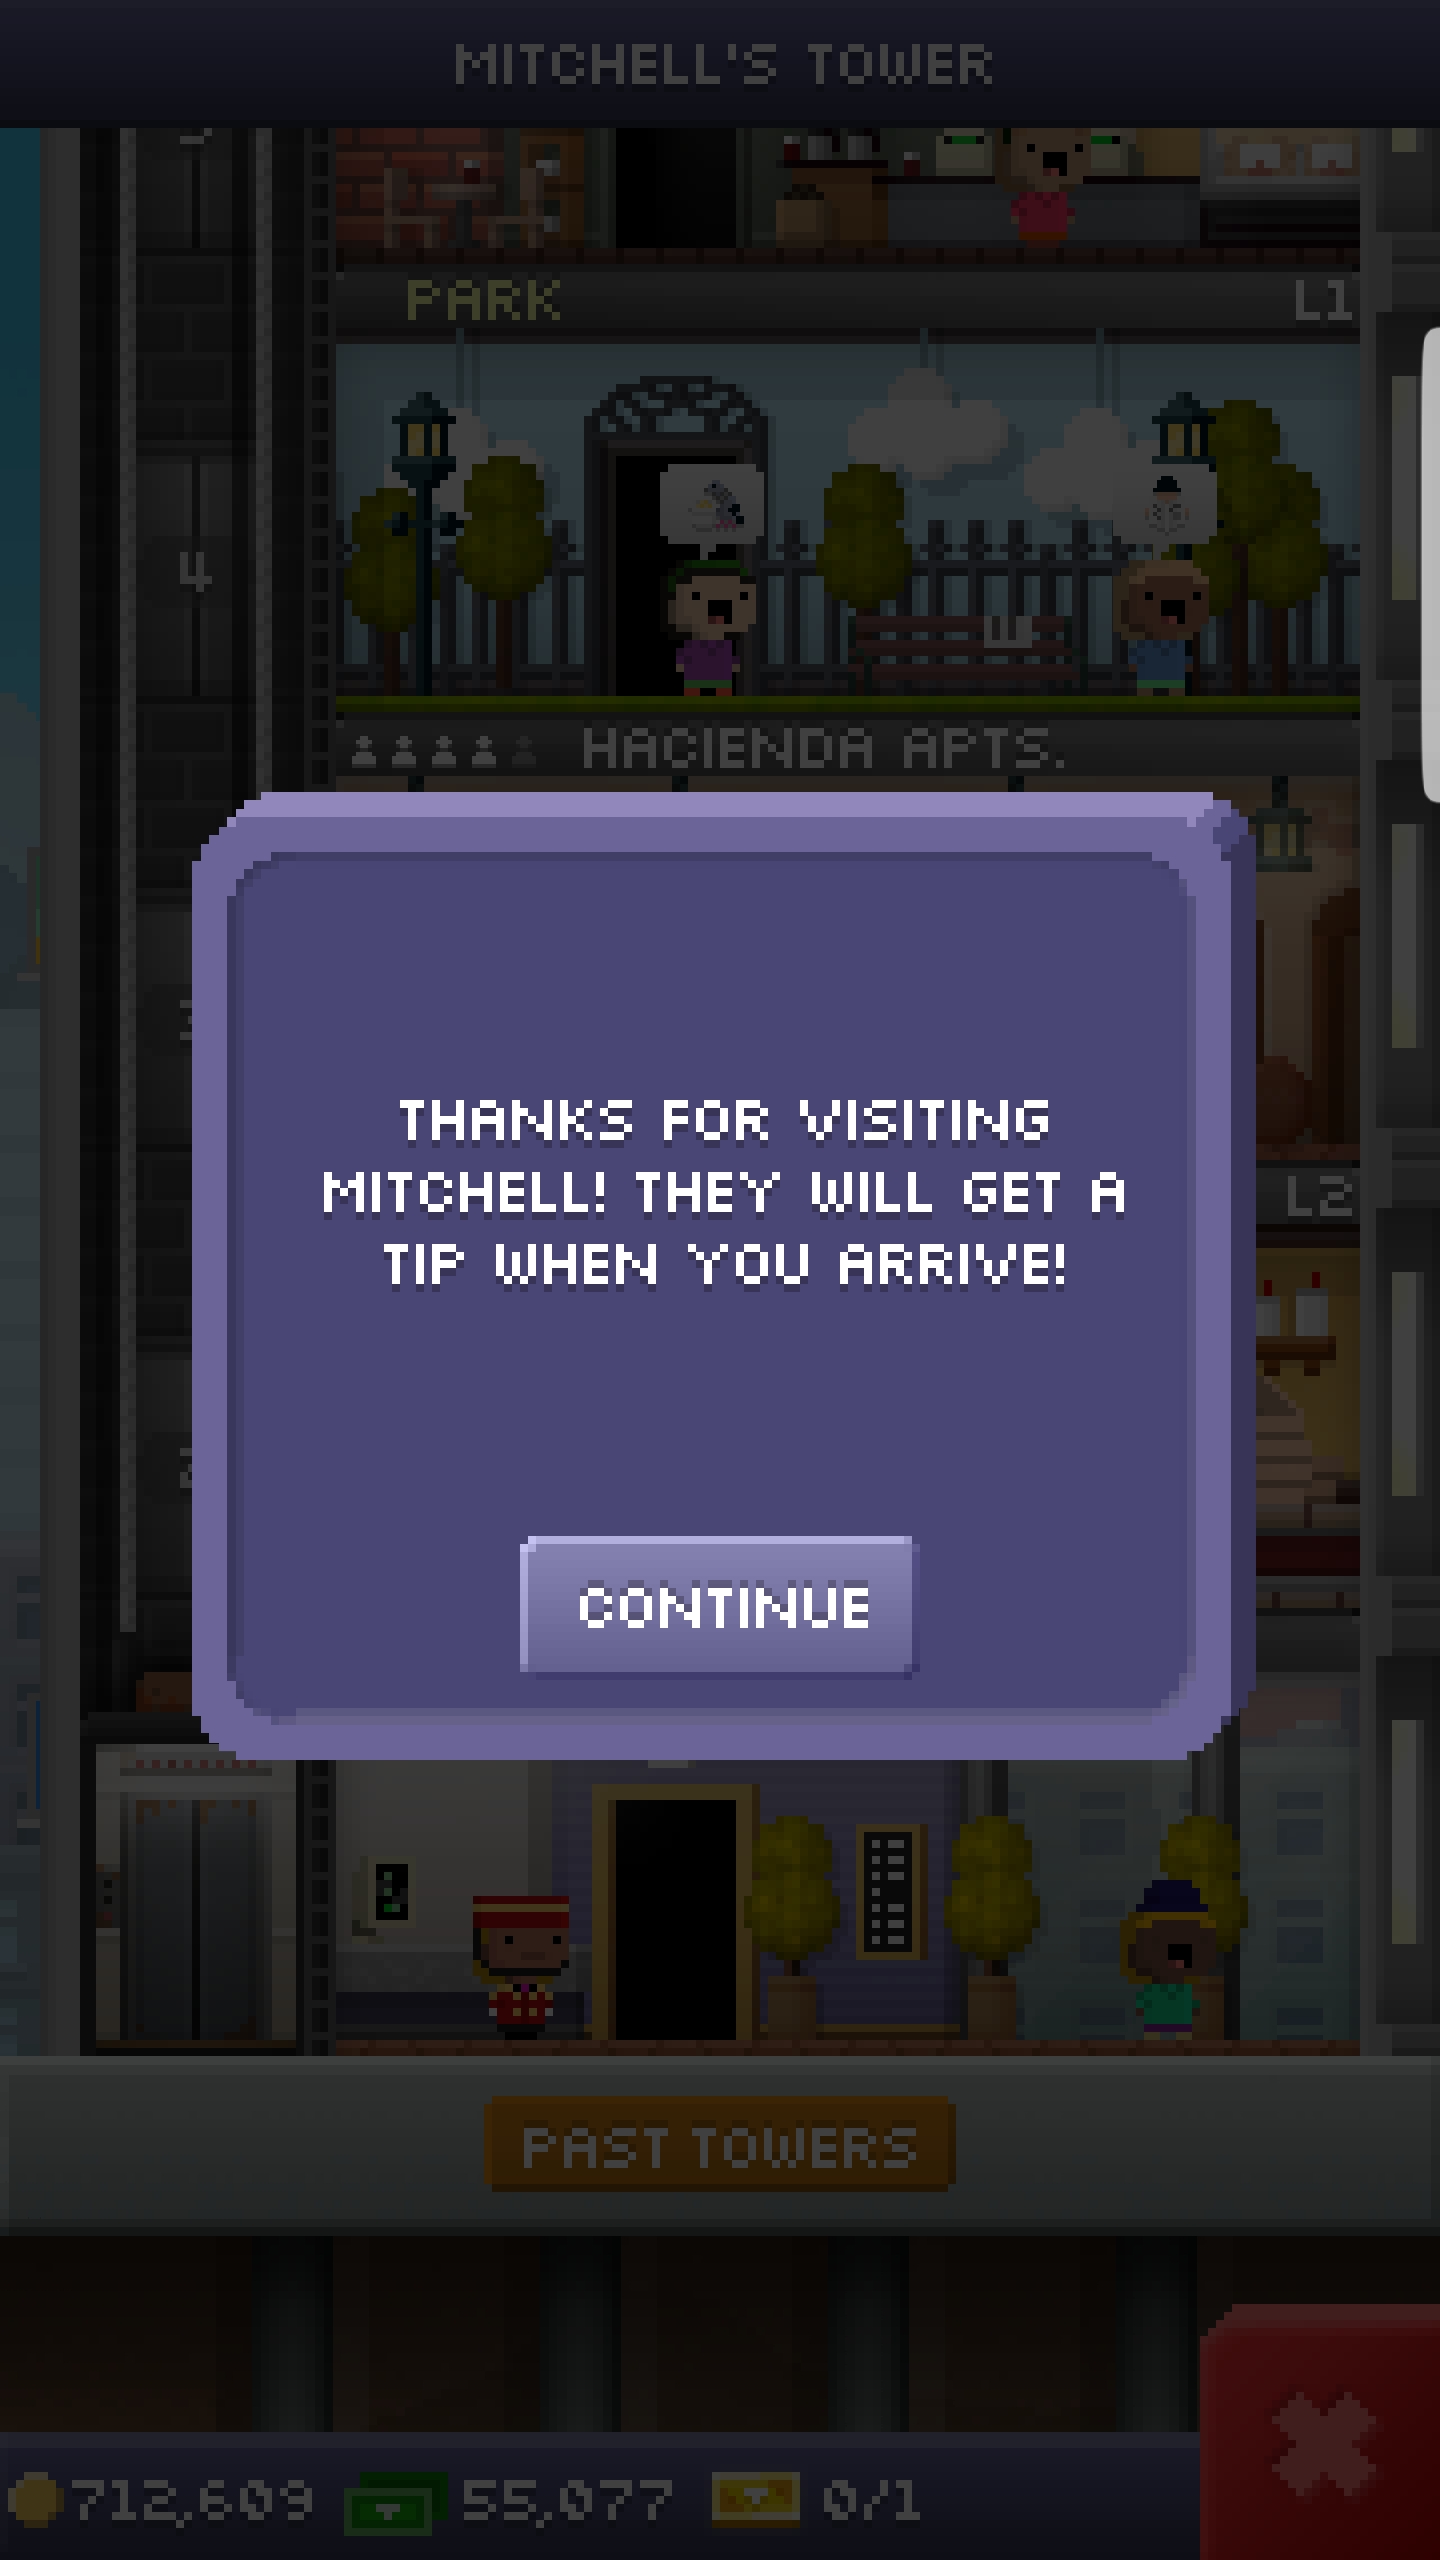 MITCHELL'S TOWER
PARK
L1
4
HACIENDA APTS.
THANKS FOR VISITING
MITCHELL! THEY WILL GET A
TIP WHEN YOU ARRIVE!
L2
CONTINUE
PAST TOWERS
712,609
55,077
0/1